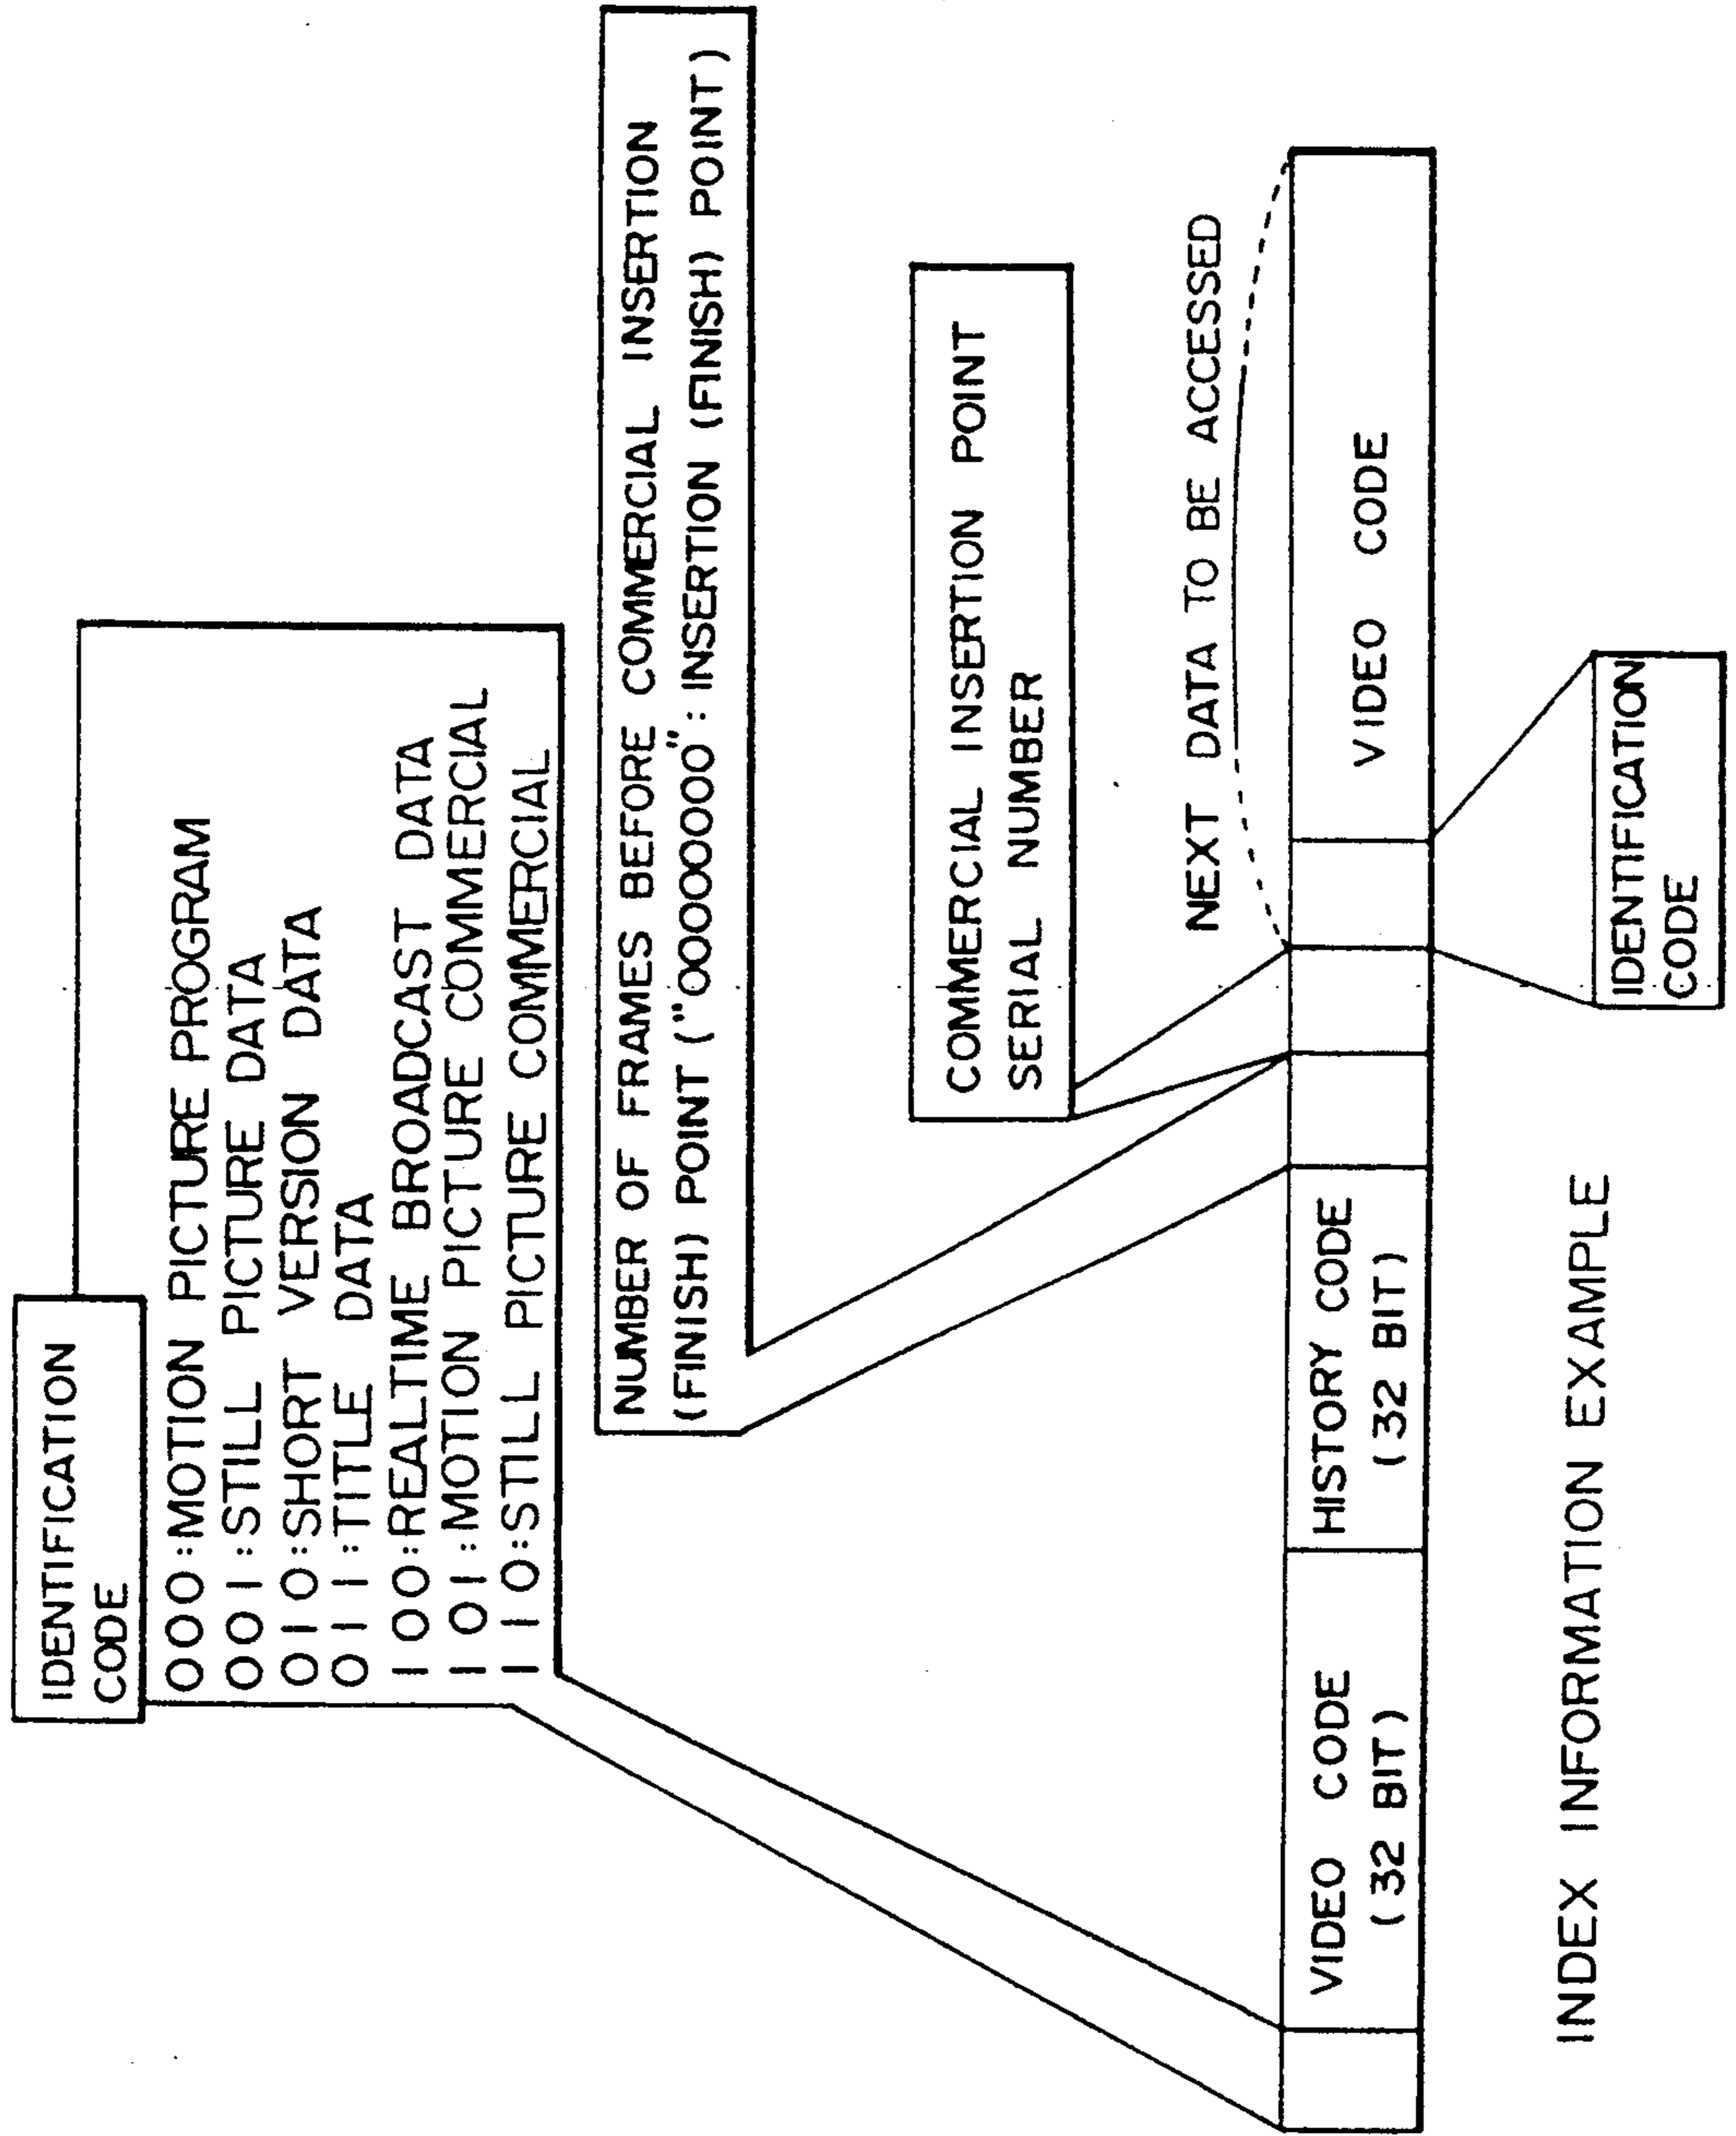 IDENTIFICATION
CODE
000:MOTION PICTURE PROGRAM
001:STILL PICTURE DATA
010:SHORT VERSION DATA
011:TITLE DATA
100:REALTIME BROADCAST DATA
101:MOTION PICTURE COMMERCIAL
110:STILL PICTURE COMMERCIAL
NUMBER OF FRAMES BEFORE COMMERCIAL INSERTION
(FINISH) POINT ("00000000": INSERTION (FINISH) POINT)
COMMERCIAL INSERTION POINT
SERIAL NUMBER
NEXT DATA TO BE ACCESSED
VIDEO CODE
(32 BIT)
HISTORY CODE
(32 BIT)
VIDEO CODE
IDENTIFICATION
CODE
INDEX INFORMATION EXAMPLE